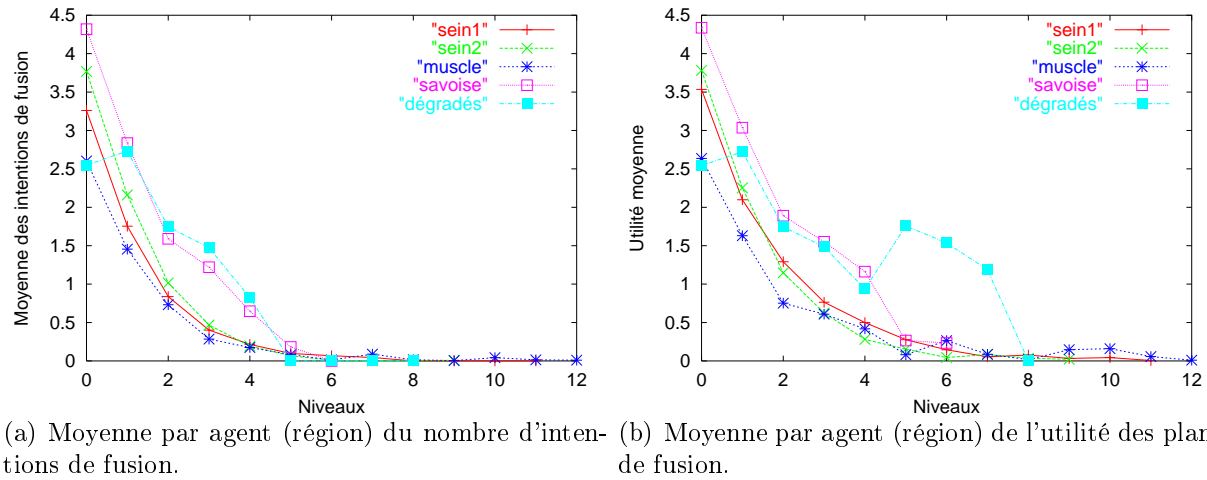 4.5
4
3.5
3
2.5
2
1.5
1
0.5
0
Moyenne des intentions de fusion
"sein1"
"sein2"
"muscle"
"savoise"
"dégradés"
0 2 4 6 8 10 12
Niveaux
(a) Moyenne par agent (région) du nombre d'inten-
tions de fusion.
4.5
4
3.5
3
2.5
2
1.5
1
0.5
0
Utilité moyenne
"sein1"
"sein2"
"muscle"
"savoise"
"dégradés"
0 2 4 6 8 10 12
Niveaux
(b) Moyenne par agent (région) de l'utilité des plan
de fusion.